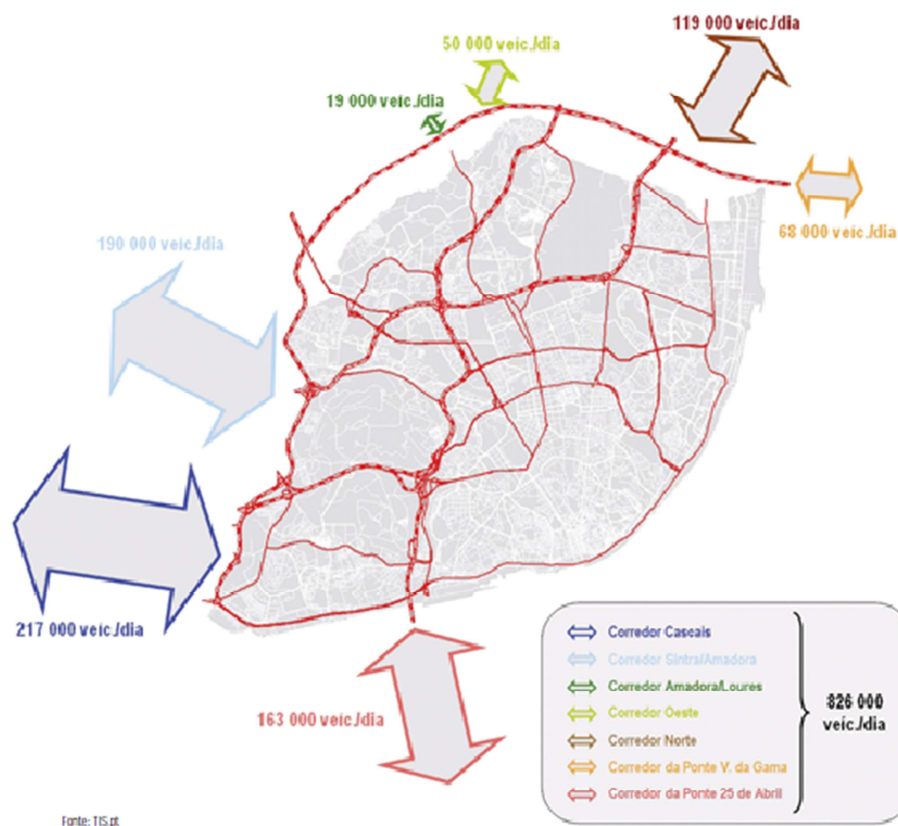 119 000 veic./dia
50 000 veic./dia
19 000 veic./dia
68 000 veic./dia
190 000 veic./dia
217 000 veic./dia
163 000 veic./dia
Corredor Cascais
Corredor Sintra/Amadora
Corredor Amadora/Loures
Corredor Oeste
Corredor Norte
Corredor da Ponte V. da Gama
Corredor da Ponte 25 de Abril
826 000
veic./dia
Fonte: TIS.pt